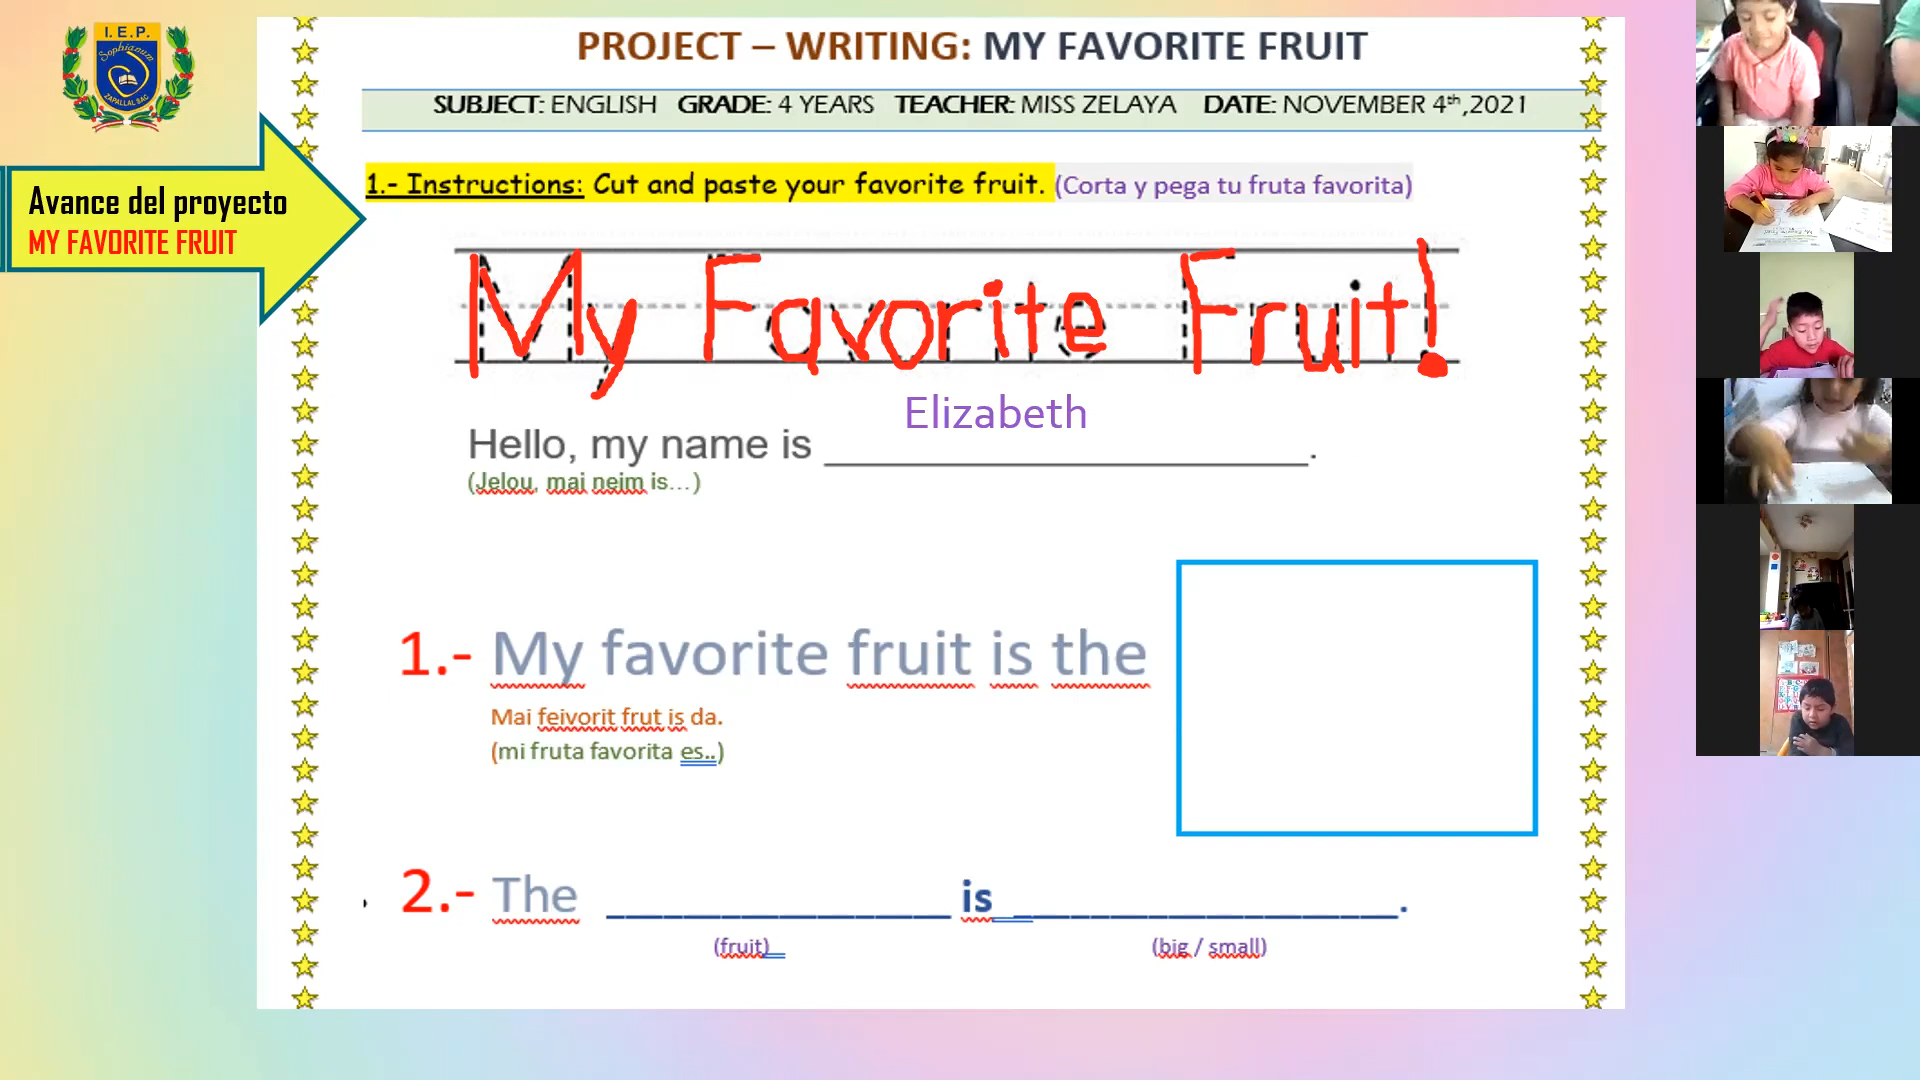 I.E.P.
Sophianum
ZAPALLAL SAC
PROJECT – WRITING: MY FAVORITE FRUIT
SUBJECT: ENGLISH GRADE: 4 YEARS TEACHER: MISS ZELAYA DATE: NOVEMBER 4th,2021
Avance del proyecto
MY FAVORITE FRUIT
1.- Instructions: Cut and paste your favorite fruit. (Corta y pega tu fruta favorita)
My Favorite Fruit!
Elizabeth
Hello, my name is ____________________.
(Jelou, mai neim is...)
1.- My favorite fruit is the
Mai feivorit frut is da.
(mi fruta favorita es..)
2.- The _______________ is_ ________________.
(fruit)_ (big / small)